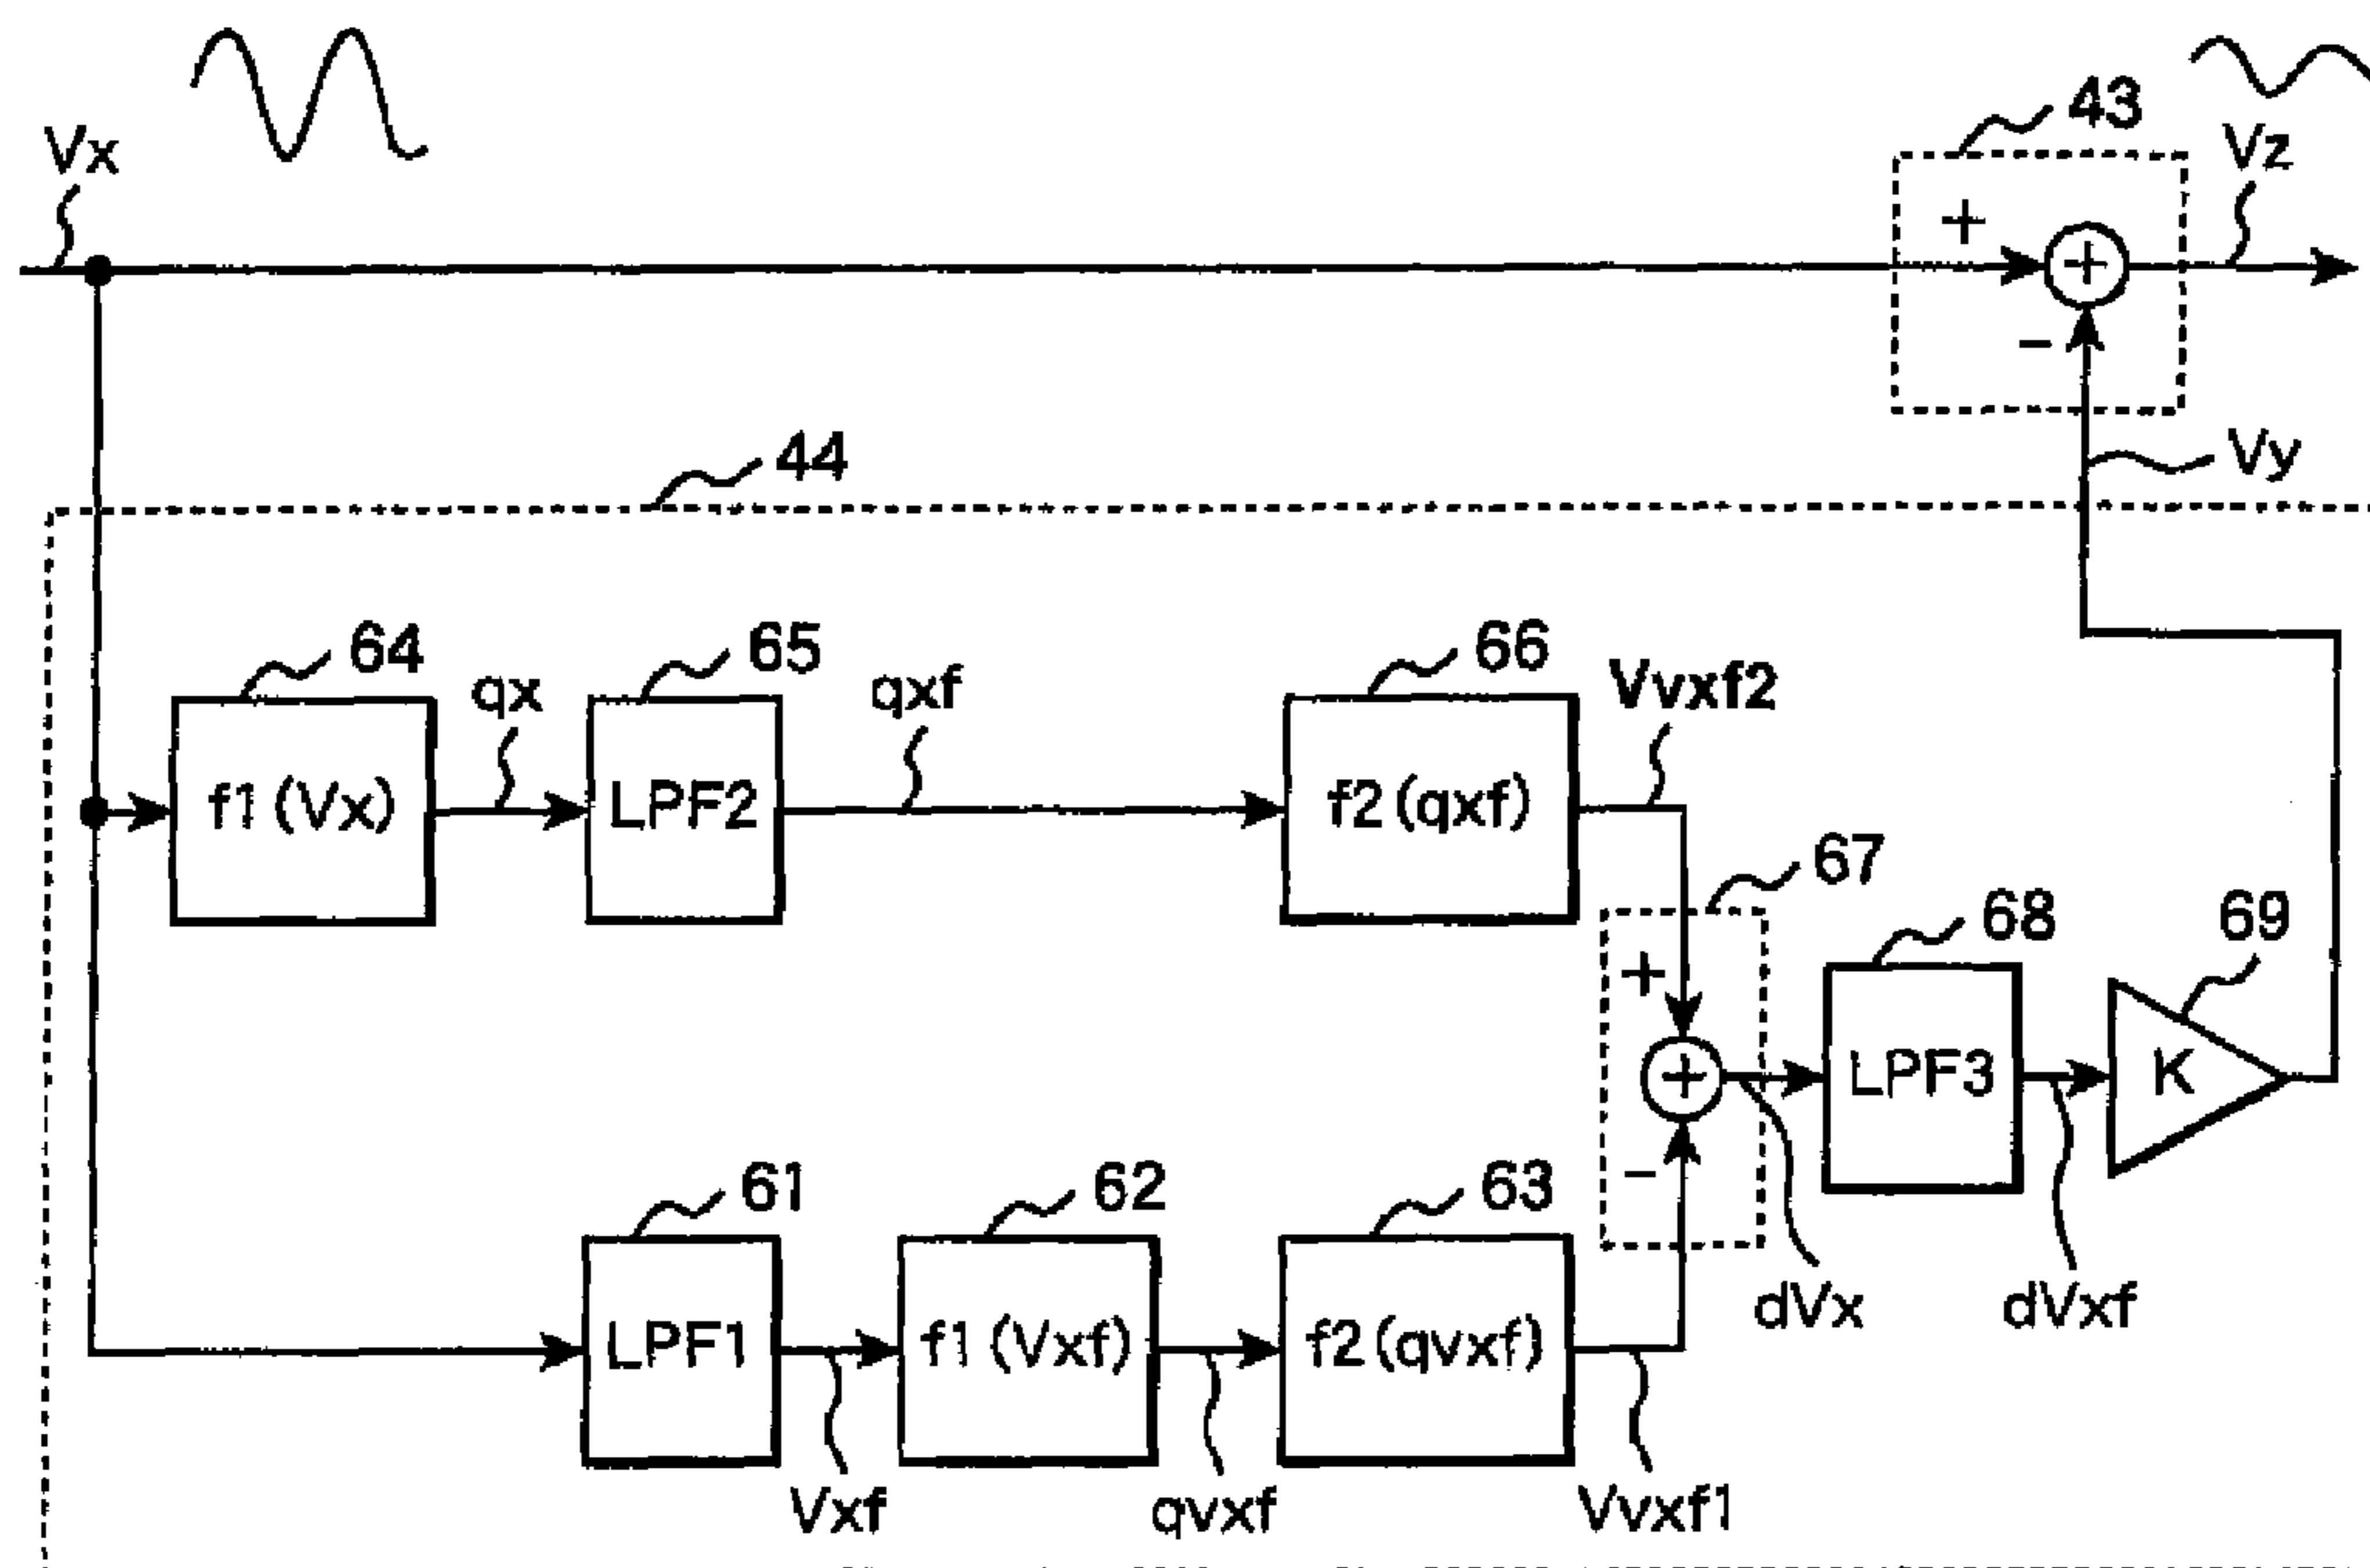 Vx
43
Vz
+
+
-
Vy
44
64
qx
65
qxf
66
Vvxf2
f1 (Vx)
LPF2
f2 (qxf)
67
68
69
+
+
-
LPF3
K
dVx
dVxf
61
62
63
LPF1
f1 (Vxf)
f2 (qvxf)
Vxf
qvxf
Vvxf1